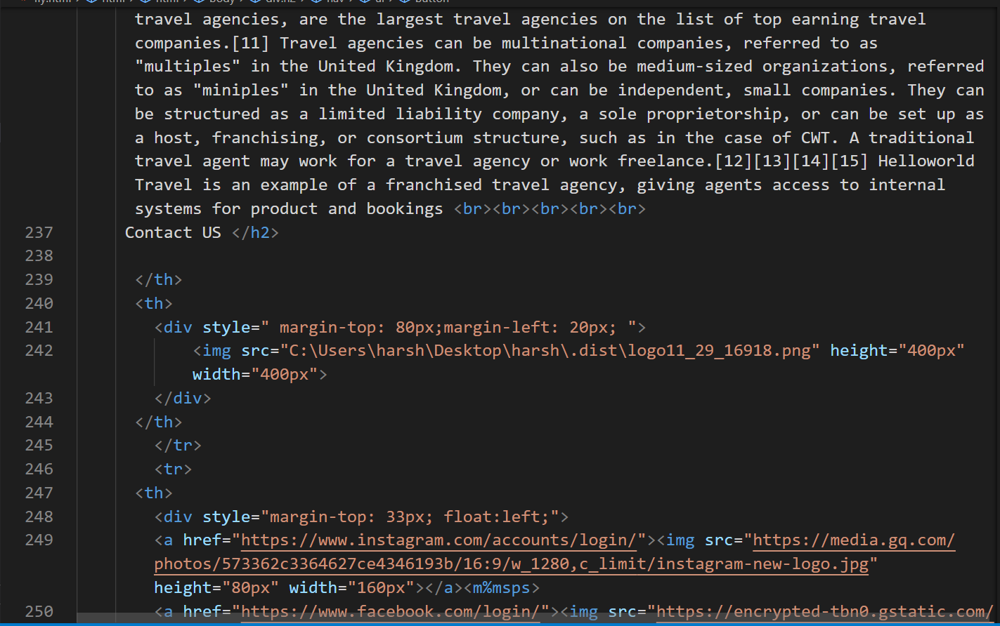 fly.html > html > html > body > div.h2 > nav > ul > button
travel agencies, are the largest travel agencies on the list of top earning travel
companies.[11] Travel agencies can be multinational companies, referred to as
"multiples" in the United Kingdom. They can also be medium-sized organizations, referred
to as "miniples" in the United Kingdom, or can be independent, small companies. They can
be structured as a limited liability company, a sole proprietorship, or can be set up as
a host, franchising, or consortium structure, such as in the case of CWT. A traditional
travel agent may work for a travel agency or work freelance.[12][13][14][15] Helloworld
Travel is an example of a franchised travel agency, giving agents access to internal
systems for product and bookings <br><br><br><br><br>
237 Contact US </h2>
238
239 </th>
240 <th>
241 <div style=" margin-top: 80px;margin-left: 20px; ">
242 <img src="C:\Users\harsh\Desktop\harsh\.dist\logo11_29_16918.png" height="400px"
width="400px">
243 </div>
244 </th>
245 </tr>
246 <tr>
247 <th>
248 <div style="margin-top: 33px; float:left;">
249 <a href="https://www.instagram.com/accounts/login/"><img src="https://media.gq.com/
photos/573362c3364627ce4346193b/16:9/w_1280,c_limit/instagram-new-logo.jpg"
height="80px" width="160px"></a><m%msps>
250 <a href="https://www.facebook.com/login/"><img src="https://encrypted-tbn0.gstatic.com/